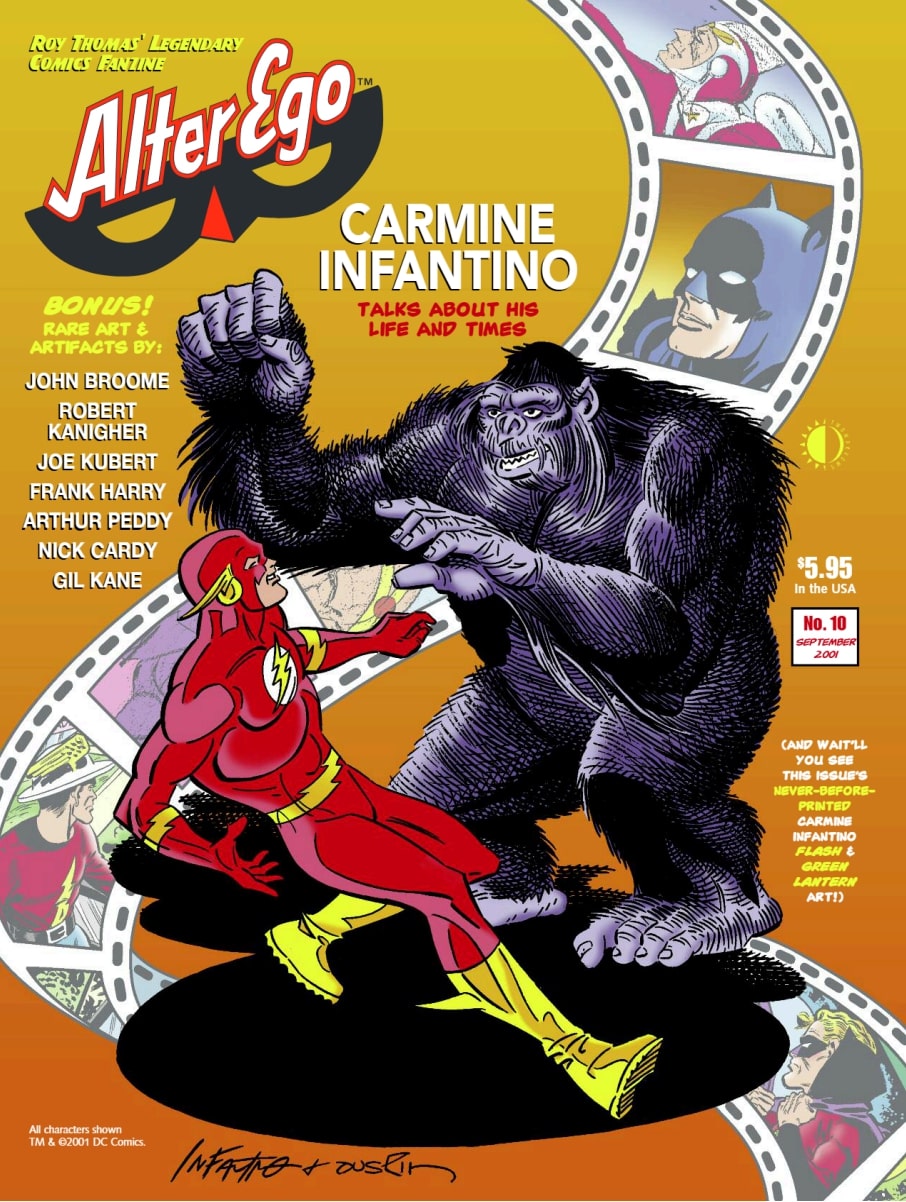 ROY THOMAS' LEGENDARY
COMICS FANZINE
Alter Ego™
CARMINE
INFANTINO
TALKS ABOUT HIS
LIFE AND TIMES
BONUS!
RARE ART &
ARTIFACTS BY:
JOHN BROOME
ROBERT
KANIGHER
JOE KUBERT
FRANK HARRY
ARTHUR PEDDY
NICK CARDY
GIL KANE
$5.95
In the USA
No. 10
SEPTEMBER
2001
(AND WAIT'LL
YOU SEE
THIS ISSUE'S
NEVER-BEFORE-
PRINTED
CARMINE
INFANTINO
FLASH &
GREEN
LANTERN
ART!)
All characters shown
TM & ©2001 DC Comics.
INFANTINO +